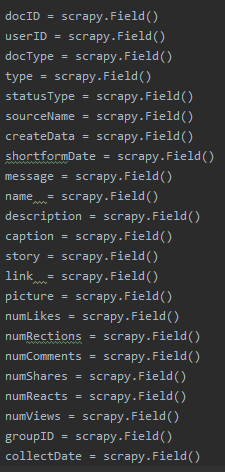 docID = scrapy.Field()
userID = scrapy.Field()
docType = scrapy.Field()
type = scrapy.Field()
statusType = scrapy.Field()
sourceName = scrapy.Field()
createData = scrapy.Field()
shortformDate = scrapy.Field()
message = scrapy.Field()
name  = scrapy.Field()
description = scrapy.Field()
caption = scrapy.Field()
story = scrapy.Field()
link  = scrapy.Field()
picture = scrapy.Field()
numLikes = scrapy.Field()
numRections = scrapy.Field()
numComments = scrapy.Field()
numShares = scrapy.Field()
numReacts = scrapy.Field()
numViews = scrapy.Field()
groupID = scrapy.Field()
collectDate = scrapy.Field()